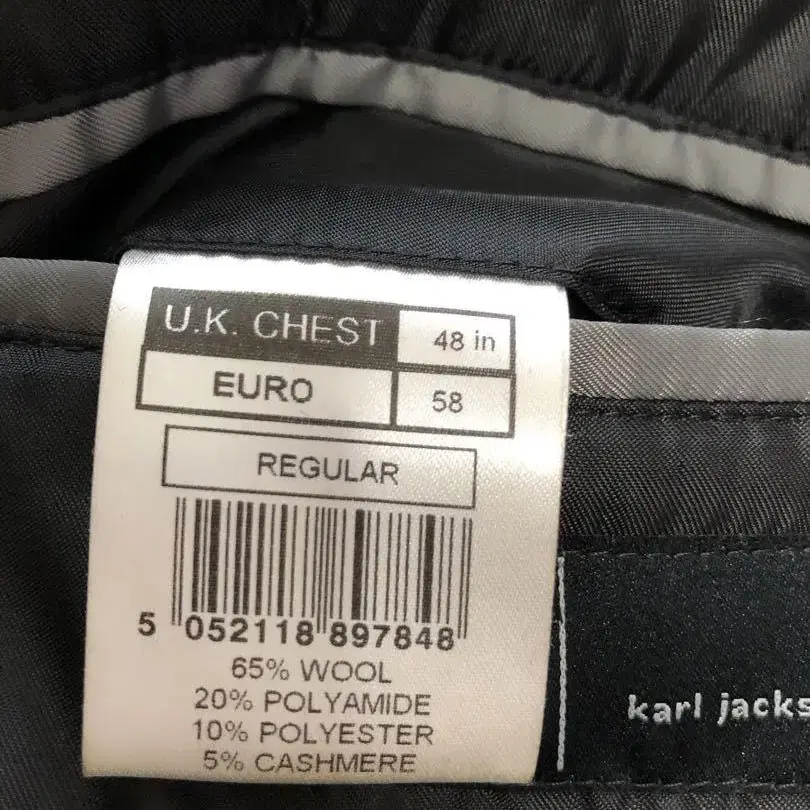 U.K. CHEST 48 in
EURO 58
REGULAR
5 052118 897848
65% WOOL
20% POLYAMIDE
10% POLYESTER
5% CASHMERE
karl jacks